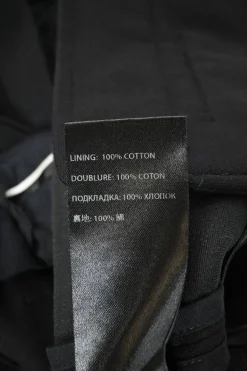 LINING: 100% COTTON
DOUBLURE: 100% COTON
ПОДКЛАДКА: 100% ХЛОПОК
裏地: 100% 綿